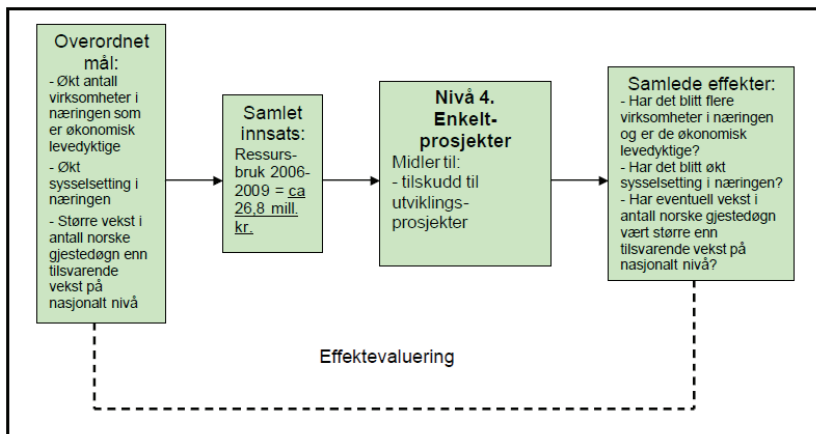 Overordnet
mål:
- Økt antall
virksomheter i
næringen som
er økonomisk
levedyktige
- Økt
sysselsetting i
næringen
- Større vekst i
antall norske
gjestedøgn enn
tilsvarende
vekst på
nasjonalt nivå
Samlet
innsats:
Ressurs-
bruk 2006-
2009 = ca
26,8 mill.
kr.
Nivå 4.
Enkelt-
prosjekter
Midler til:
- tilskudd til
utviklings-
prosjekter
Samlede effekter:
- Har det blitt flere
virksomheter i næringen
og er de økonomisk
levedyktige?
- Har det blitt økt
sysselsetting i næringen?
- Har eventuell vekst i
antall norske gjestedøgn
vært større enn
tilsvarende vekst på
nasjonalt nivå?
Effektevaluering